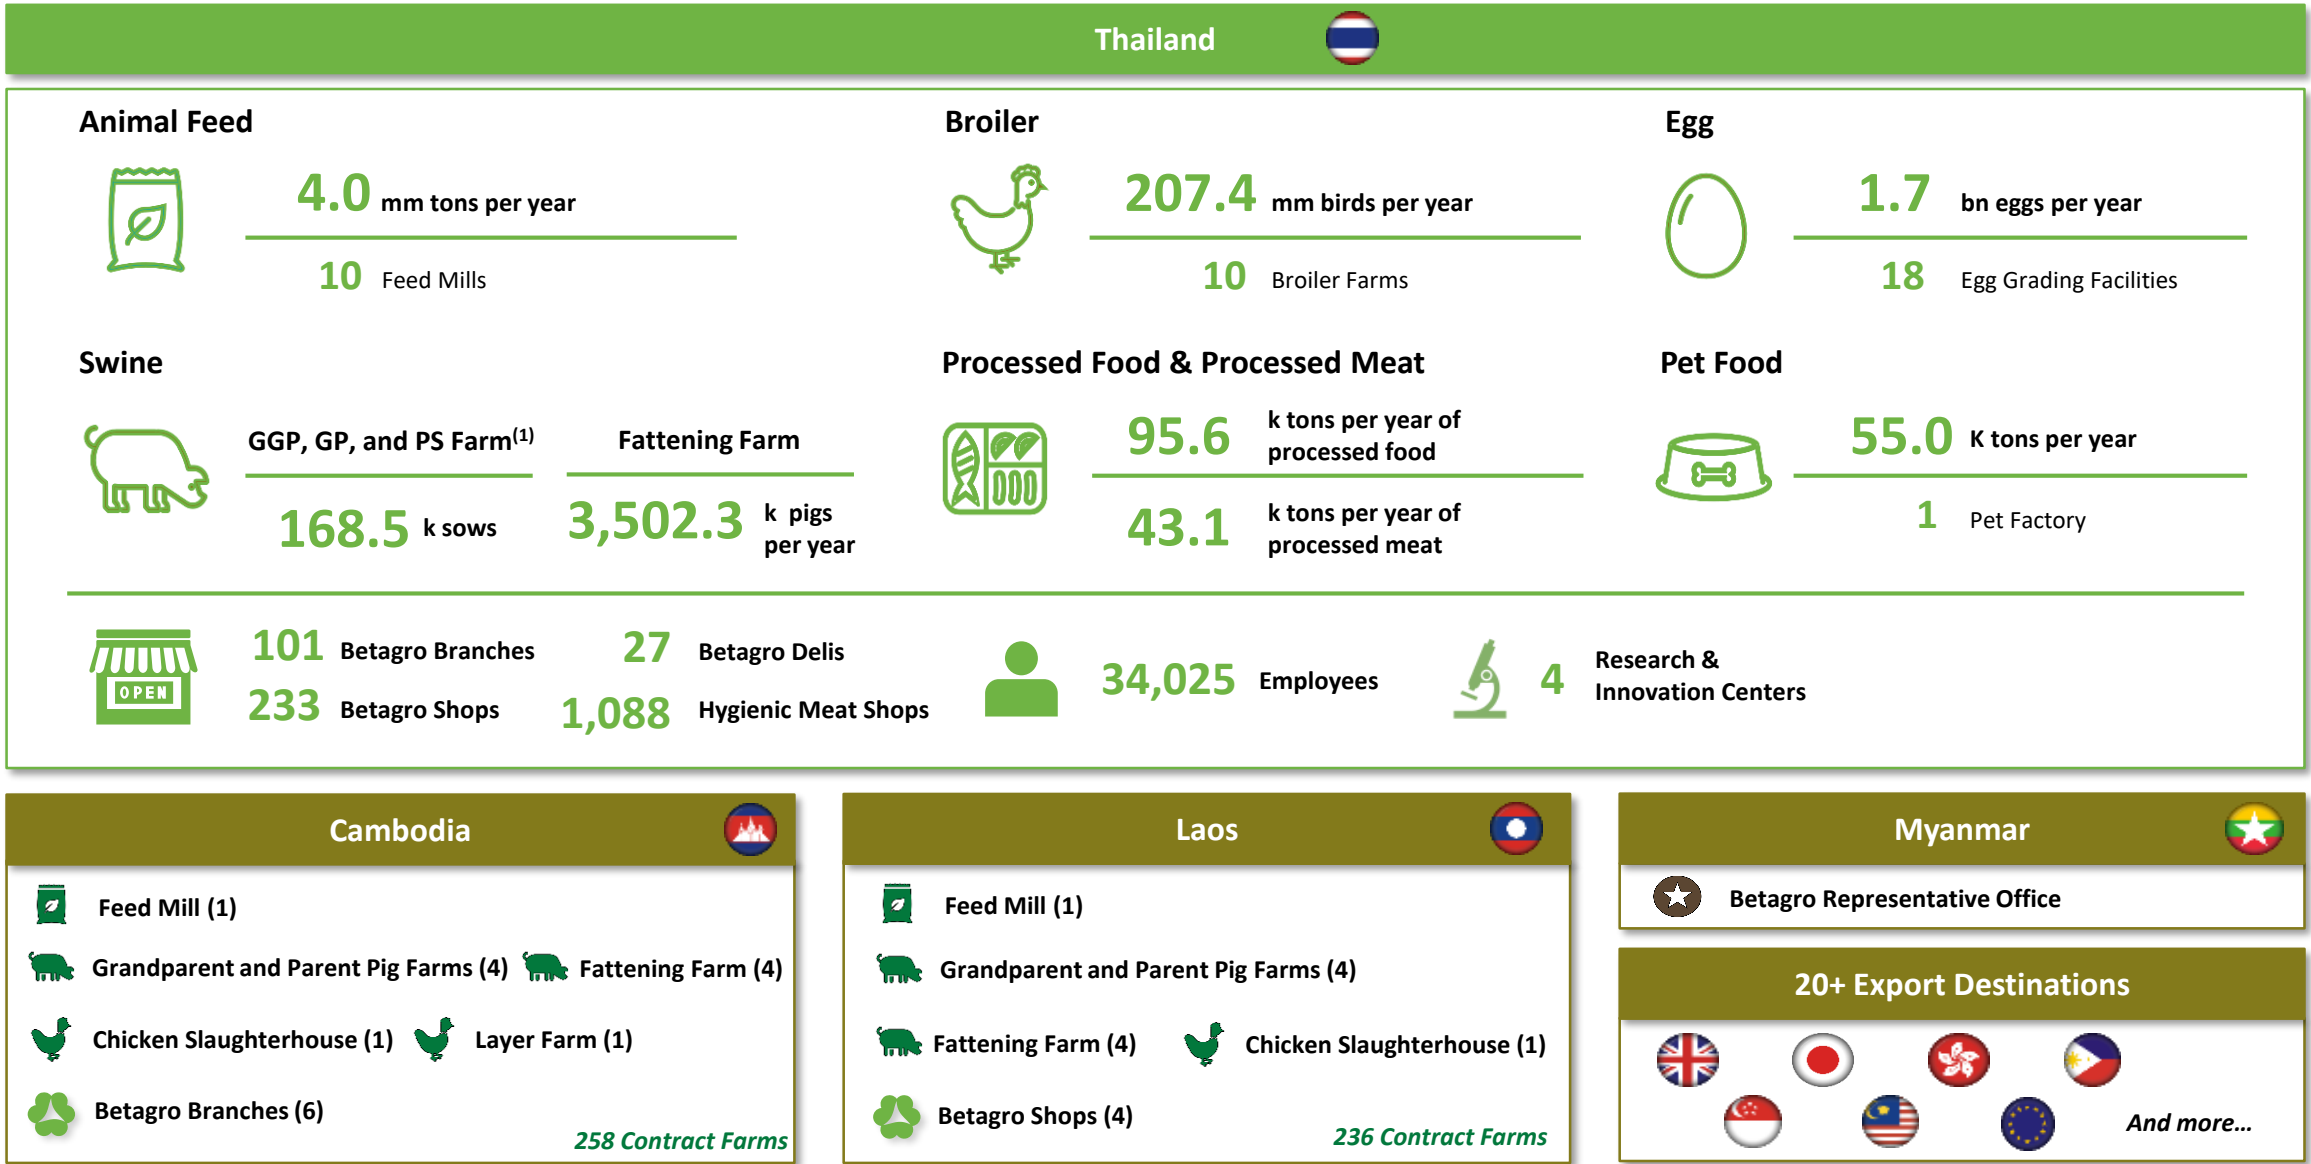 Thailand
Animal Feed
4.0 mm tons per year
10 Feed Mills
Broiler
207.4 mm birds per year
10 Broiler Farms
Egg
1.7 bn eggs per year
18 Egg Grading Facilities
Swine
GGP, GP, and PS Farm(1)
168.5 k sows
Fattening Farm
3,502.3 k pigs
per year
Processed Food & Processed Meat
95.6 k tons per year of
processed food
43.1 k tons per year of
processed meat
Pet Food
55.0 K tons per year
1 Pet Factory
OPEN
101 Betagro Branches
27 Betagro Delis
233 Betagro Shops
1,088 Hygienic Meat Shops
34,025 Employees
4 Research &
Innovation Centers
Cambodia
Feed Mill (1)
Grandparent and Parent Pig Farms (4) Fattening Farm (4)
Chicken Slaughterhouse (1) Layer Farm (1)
Betagro Branches (6)
258 Contract Farms
Laos
Feed Mill (1)
Grandparent and Parent Pig Farms (4)
Fattening Farm (4) Chicken Slaughterhouse (1)
Betagro Shops (4)
236 Contract Farms
Myanmar
Betagro Representative Office
20+ Export Destinations
And more...